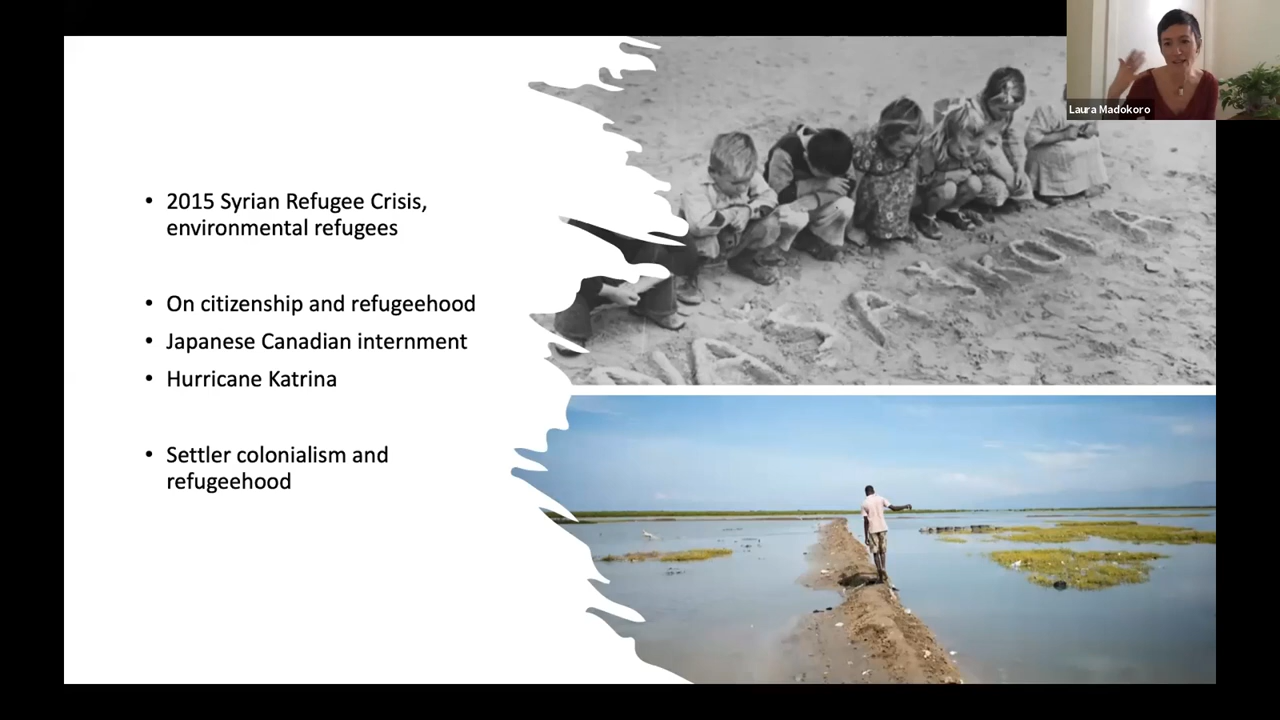 Laura Madokoro
• 2015 Syrian Refugee Crisis,
environmental refugees
• On citizenship and refugeehood
• Japanese Canadian internment
• Hurricane Katrina
• Settler colonialism and
refugeehood